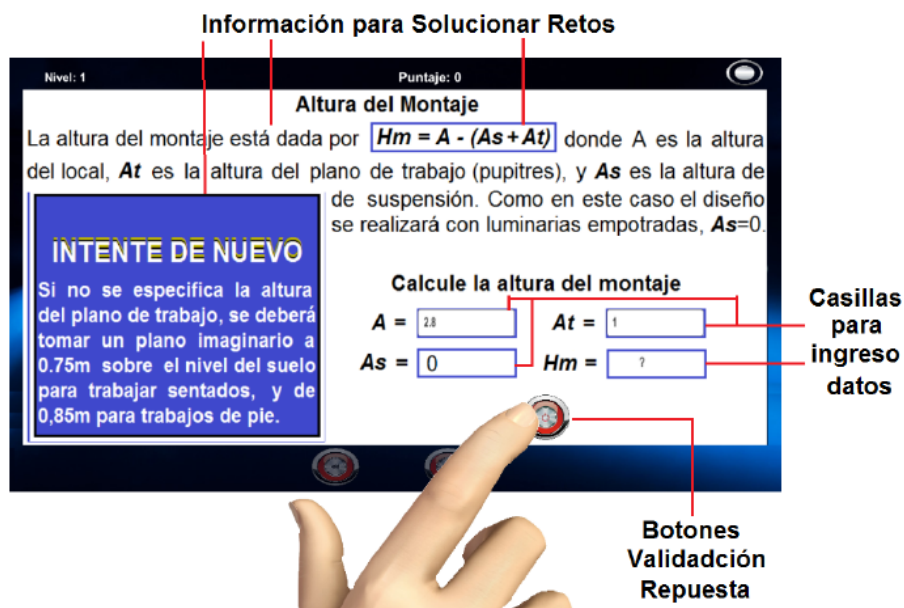 Información para Solucionar Retos
Nivel: 1
Puntaje: 0
Altura del Montaje
La altura del montaje está dada por Hm = A - (As+At) donde A es la altura
del local, At es la altura del plano de trabajo (pupitres), y As es la altura de
de suspensión. Como en este caso el diseño
se realizará con luminarias empotradas, As=0.
INTENTE DE NUEVO
Si no se especifica la altura
del plano de trabajo, se deberá
tomar un plano imaginario a
0.75m sobre el nivel del suelo
para trabajar sentados, y de
0,85m para trabajos de pie.
Calcule la altura del montaje
A = 2.8 At = 1
As = 0 Hm = ?
Casillas
para
ingreso
datos
Botones
Validadción
Repuesta